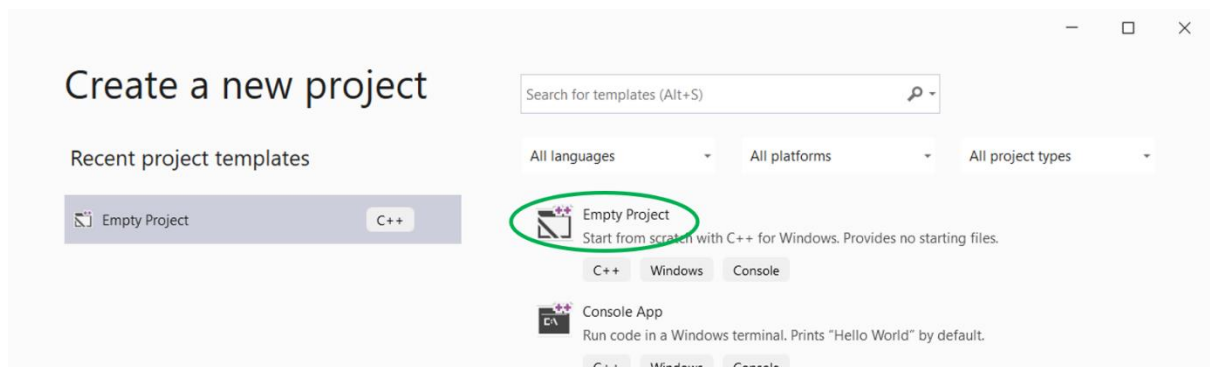 Create a new project
Recent project templates
Empty Project C++
Search for templates (Alt+S)
All languages All platforms All project types
Empty Project
Start from scratch with C++ for Windows. Provides no starting files.
C++ Windows Console
Console App
Run code in a Windows terminal. Prints "Hello World" by default.
C++ Windows Console